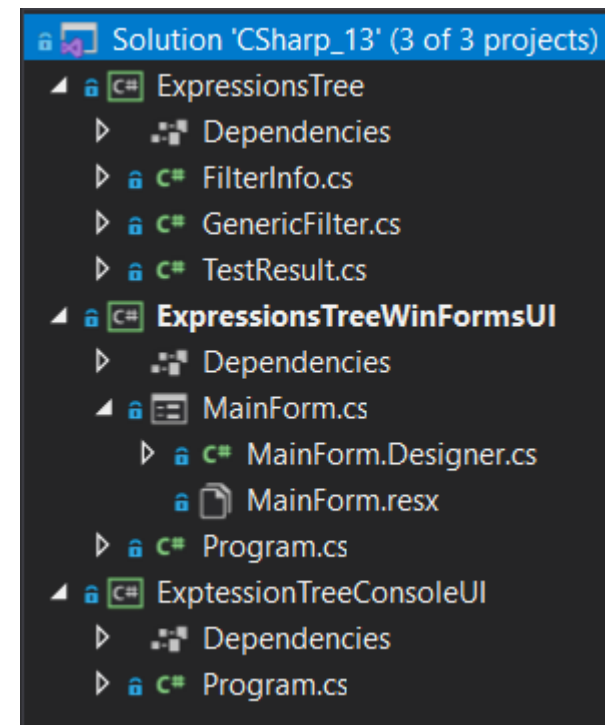 Solution 'CSharp_13' (3 of 3 projects)
C# ExpressionsTree
Dependencies
C# FilterInfo.cs
C# GenericFilter.cs
C# TestResult.cs
C# ExpressionsTreeWinFormsUI
Dependencies
MainForm.cs
C# MainForm.Designer.cs
MainForm.resx
C# Program.cs
C# ExptessionTreeConsoleUI
Dependencies
C# Program.cs